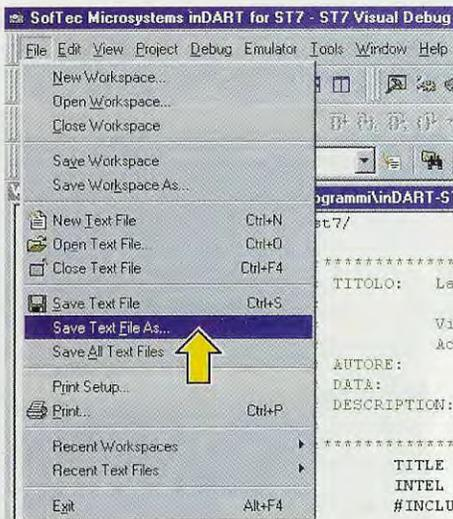 SofTec Microsystems inDART for ST7 - ST7 Visual Debug
File Edit View Project Debug Emulator Tools Window Help
New Workspace...
Open Workspace...
Close Workspace
Save Workspace
Save Workspace As...
ogrammi\inDART-ST
New Text File Ctrl+N
st7/
Open Text File... Ctrl+O
Close Text File Ctrl+F4
*************
TITOLO: La
Save Text File Ctrl+S
Save Text File As...
Vi
Save All Text Files
Ac
AUTORE:
Print Setup...
DATA:
Print... Ctrl+P
DESCRIPTION:
Recent Workspaces
*************
Recent Text Files
TITLE
INTEL
Exit Alt+F4
#INCLU